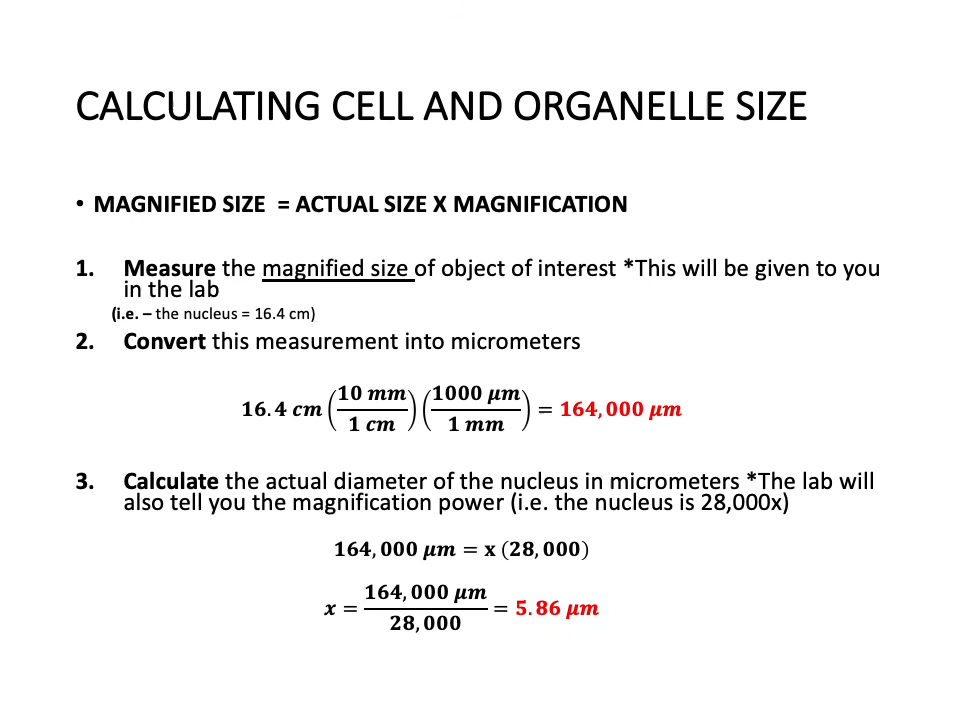 CALCULATING CELL AND ORGANELLE SIZE
• MAGNIFIED SIZE = ACTUAL SIZE X MAGNIFICATION
1. Measure the magnified size of object of interest *This will be given to you
in the lab
(i.e. – the nucleus = 16.4 cm)
2. Convert this measurement into micrometers
16.4 cm (10 mm / 1 cm) (1000 μm / 1 mm) = 164,000 μm
3. Calculate the actual diameter of the nucleus in micrometers *The lab will
also tell you the magnification power (i.e. the nucleus is 28,000x)
164,000 μm = x (28,000)
x = 164,000 μm / 28,000 = 5.86 μm